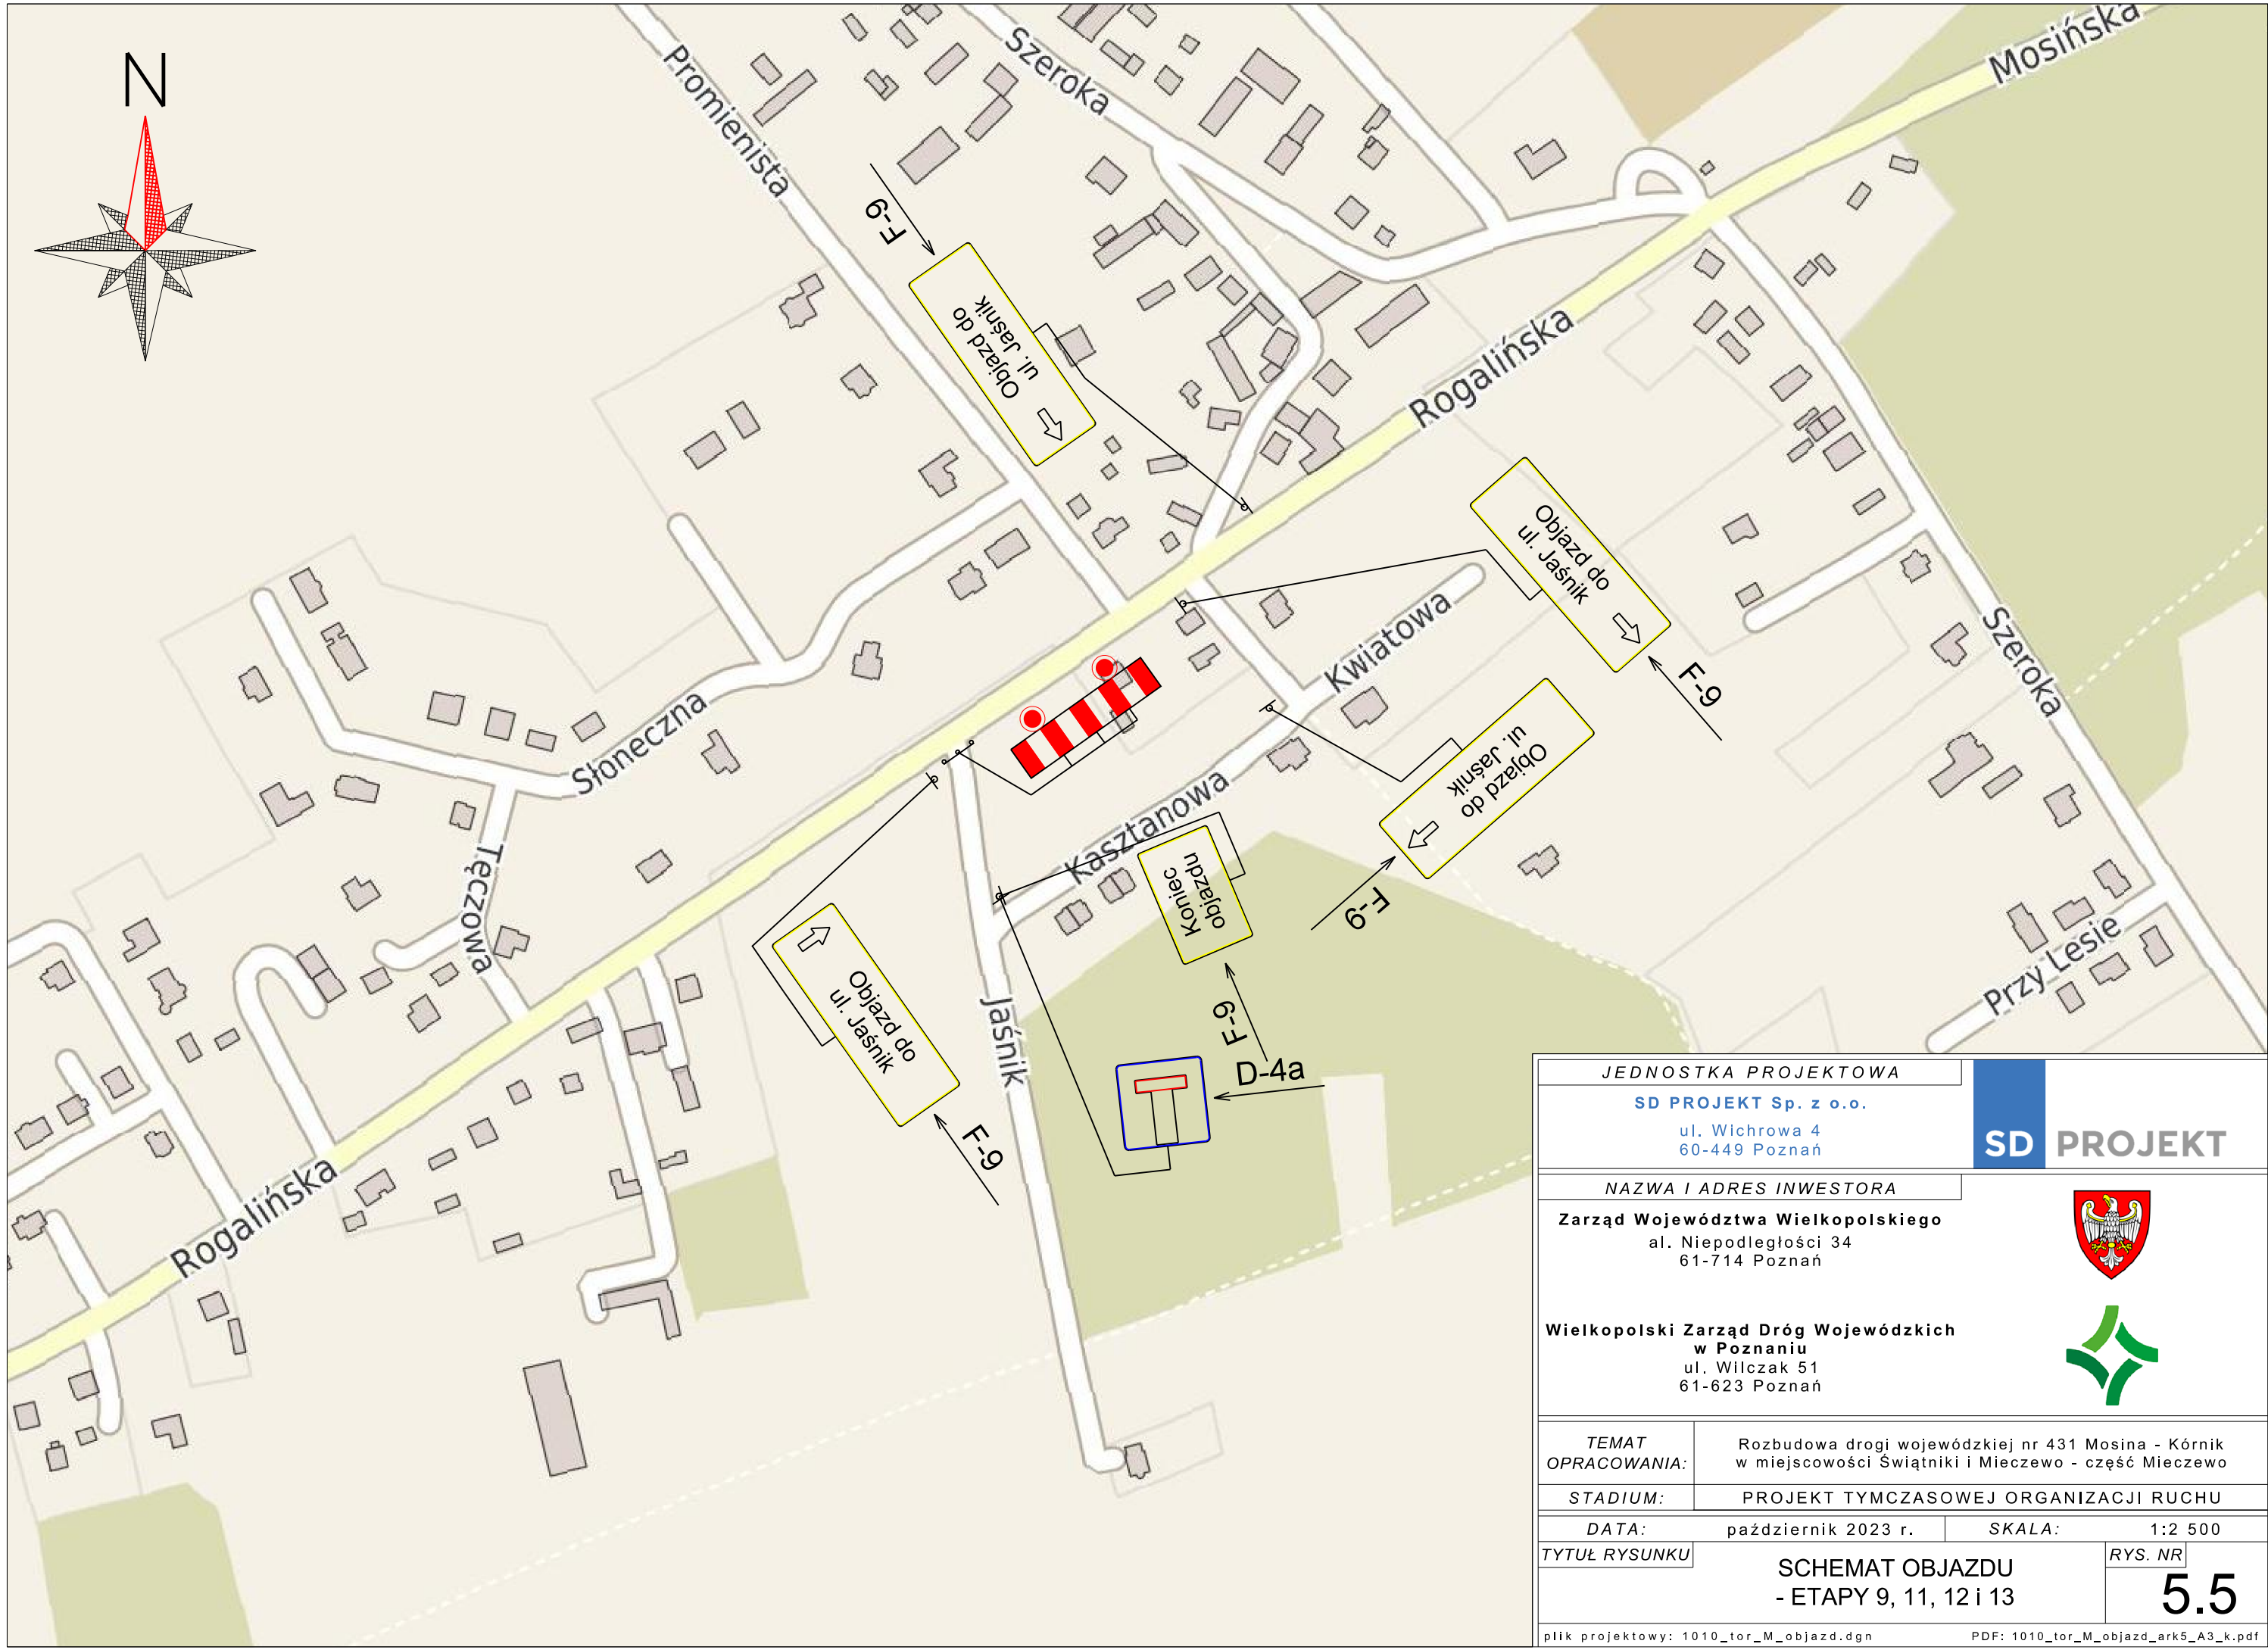 N
Promienista
Szeroka
Mosińska
F-9
Objazd do
ul. Jaśnik
Rogalińska
Objazd do
ul. Jaśnik
F-9
Kwiatowa
Szeroka
Słoneczna
Objazd do
ul. Jaśnik
F-9
Kasztanowa
Koniec
objazdu
F-9
Tęczowa
Objazd do
ul. Jaśnik
F-9
Jaśnik
D-4a
Przy Lesie
Rogalińska
JEDNOSTKA PROJEKTOWA
SD PROJEKT Sp. z o.o.
ul. Wichrowa 4
60-449 Poznań
SD PROJEKT
NAZWA I ADRES INWESTORA
Zarząd Województwa Wielkopolskiego
al. Niepodległości 34
61-714 Poznań
Wielkopolski Zarząd Dróg Wojewódzkich
w Poznaniu
ul. Wilczak 51
61-623 Poznań
TEMAT
OPRACOWANIA:
Rozbudowa drogi wojewódzkiej nr 431 Mosina - Kórnik
w miejscowości Świątniki i Mieczewo - część Mieczewo
STADIUM:
PROJEKT TYMCZASOWEJ ORGANIZACJI RUCHU
DATA:
październik 2023 r.
SKALA:
1:2 500
TYTUŁ RYSUNKU
SCHEMAT OBJAZDU
- ETAPY 9, 11, 12 i 13
RYS. NR
5.5
plik projektowy: 1010_tor_M_objazd.dgn
PDF: 1010_tor_M_objazd_ark5_A3_k.pdf